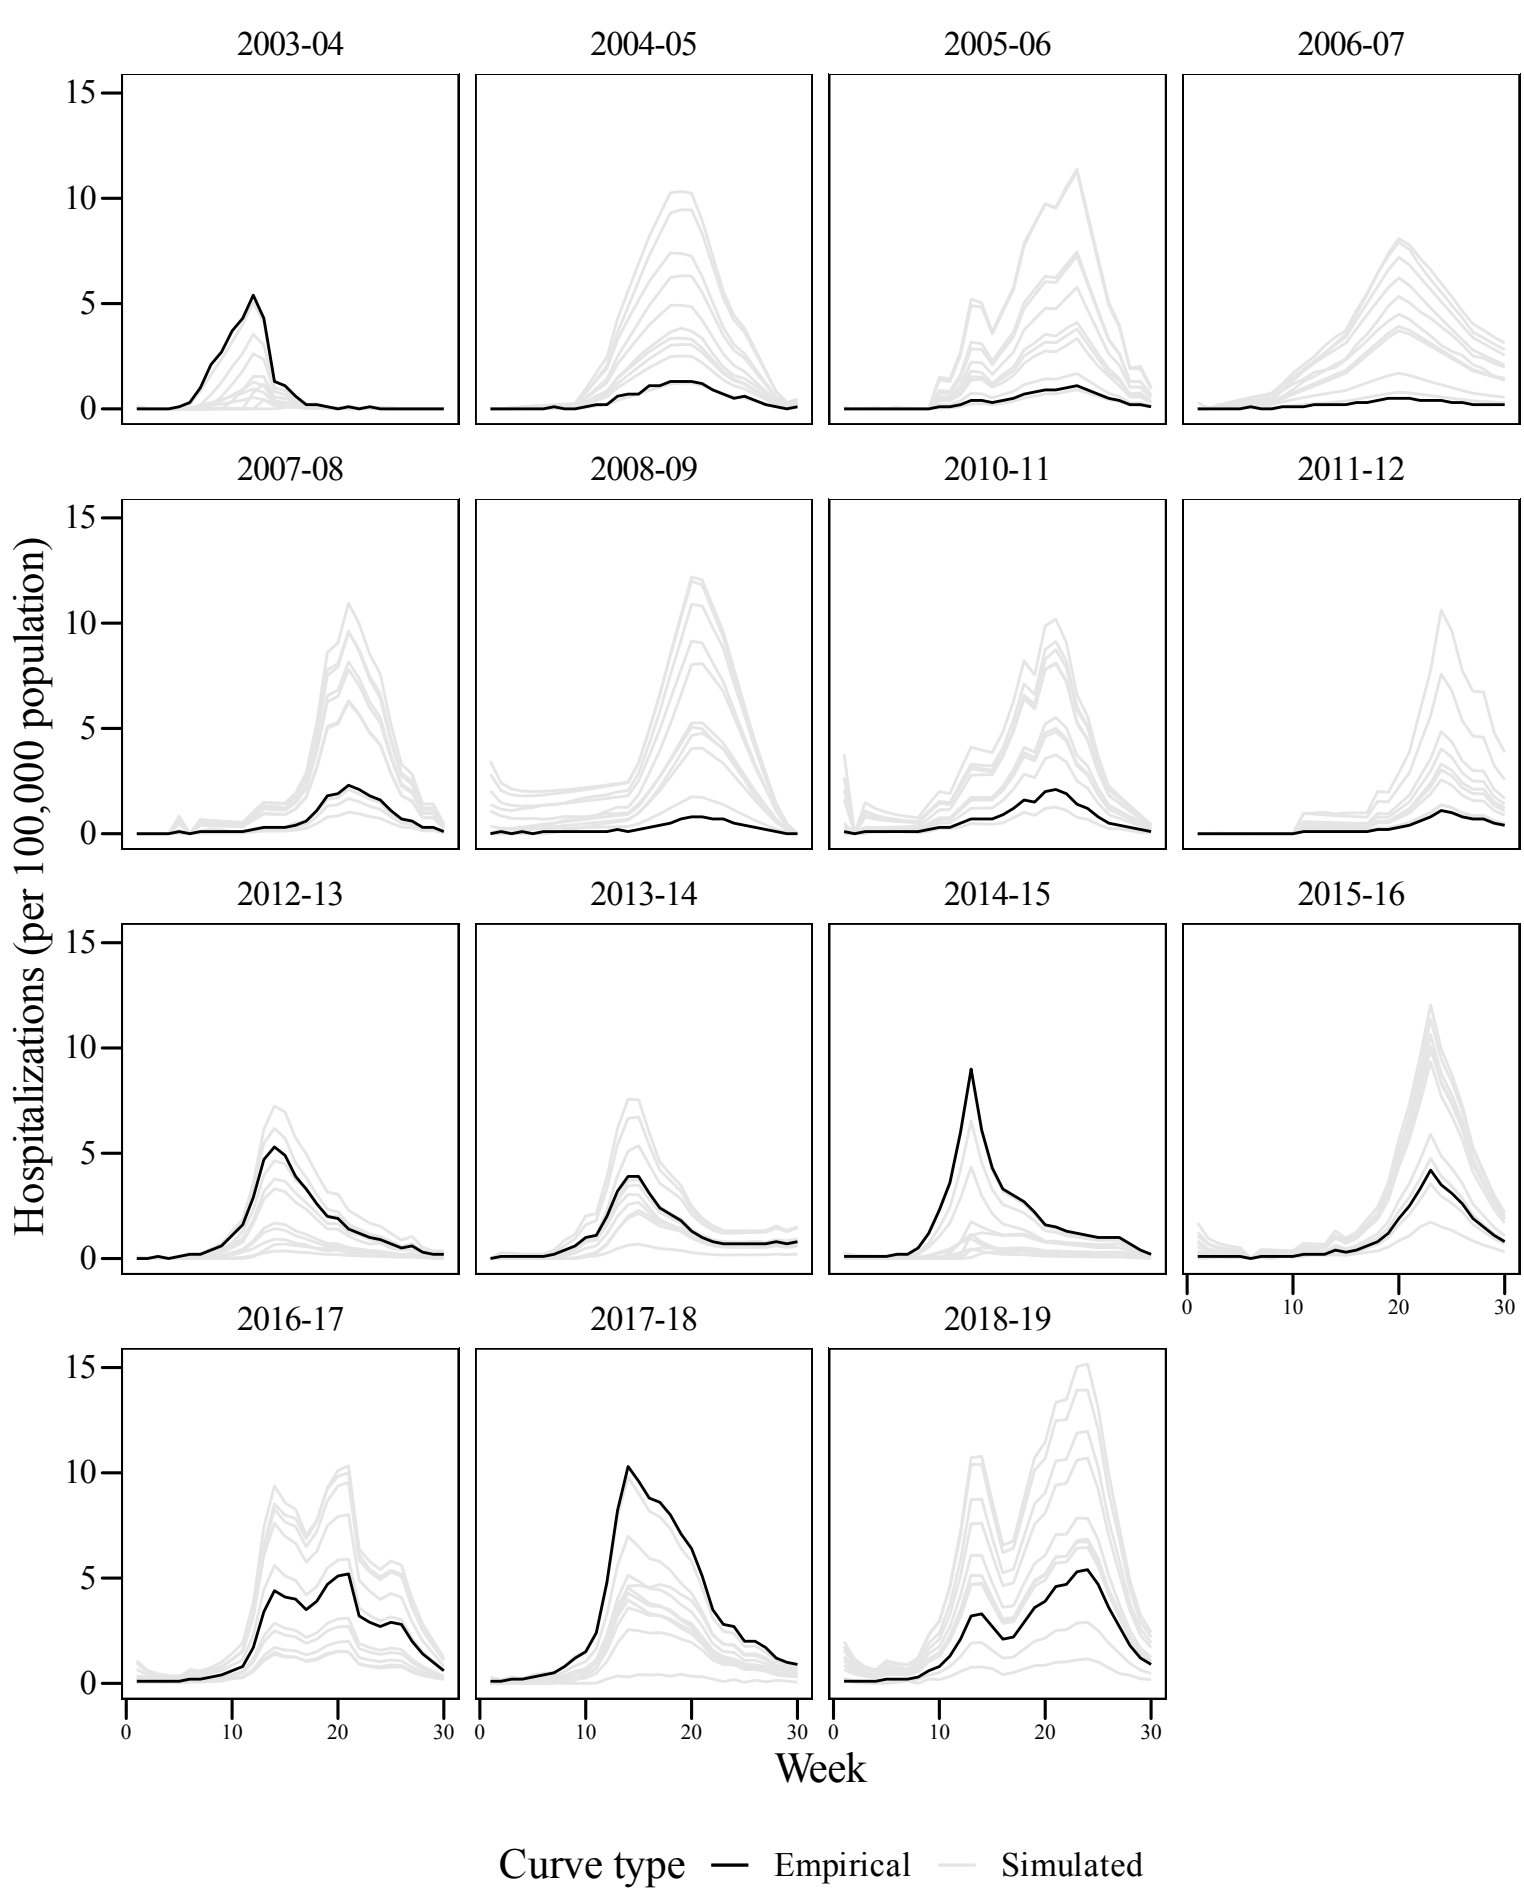 2003-04 2004-05 2005-06 2006-07
15
10
5
0
2007-08 2008-09 2010-11 2011-12
15
10
5
0
2012-13 2013-14 2014-15 2015-16
15
10
5
0
0 10 20 30
2016-17 2017-18 2018-19
15
10
5
0
0 10 20 30 0 10 20 30 0 10 20 30
Hospitalizations (per 100,000 population)
Week
Curve type Empirical Simulated